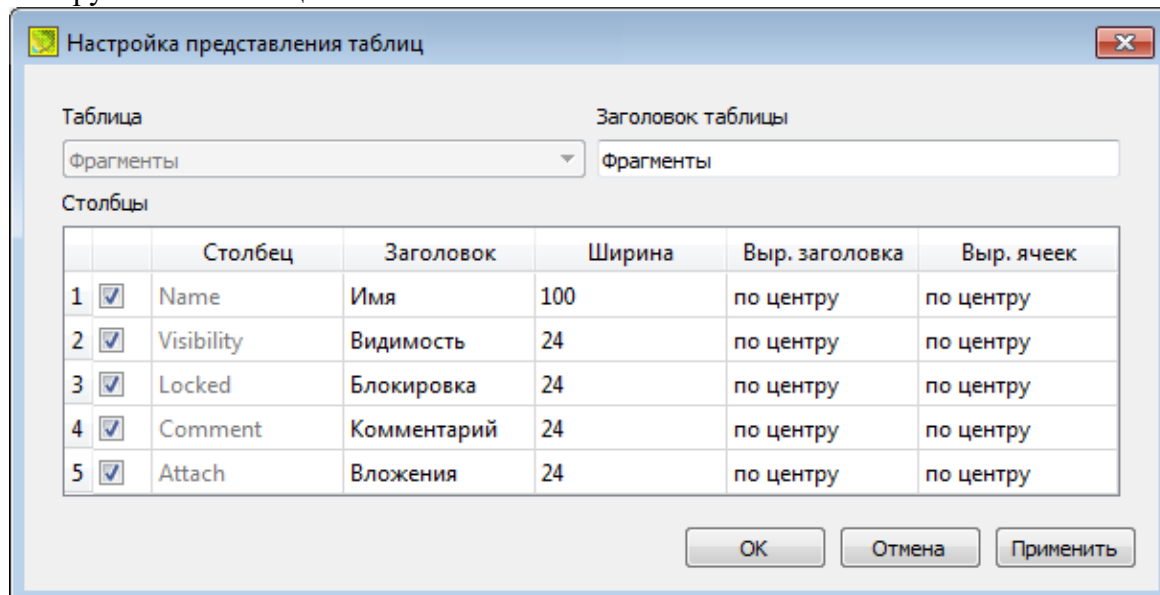 Настройка представления таблиц
Таблица Заголовок таблицы
Фрагменты Фрагменты
Столбцы
Столбец Заголовок Ширина Выр. заголовка Выр. ячеек
1 Name Имя 100 по центру по центру
2 Visibility Видимость 24 по центру по центру
3 Locked Блокировка 24 по центру по центру
4 Comment Комментарий 24 по центру по центру
5 Attach Вложения 24 по центру по центру
OK Отмена Применить